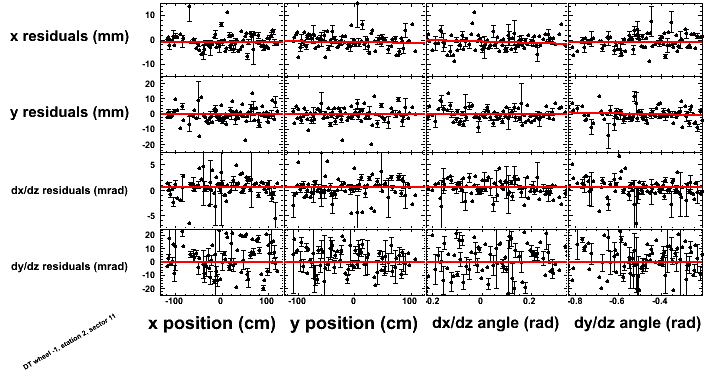 x residuals (mm)
10
0
-10
y residuals (mm)
20
10
0
-10
-20
dx/dz residuals (mrad)
5
0
-5
dy/dz residuals (mrad)
20
10
0
-10
-20
-100 0 100 -100 0 100 -0.2 0 0.2 -0.8 -0.6 -0.4
x position (cm) y position (cm) dx/dz angle (rad) dy/dz angle (rad)
DT wheel -1, station 2, sector 11